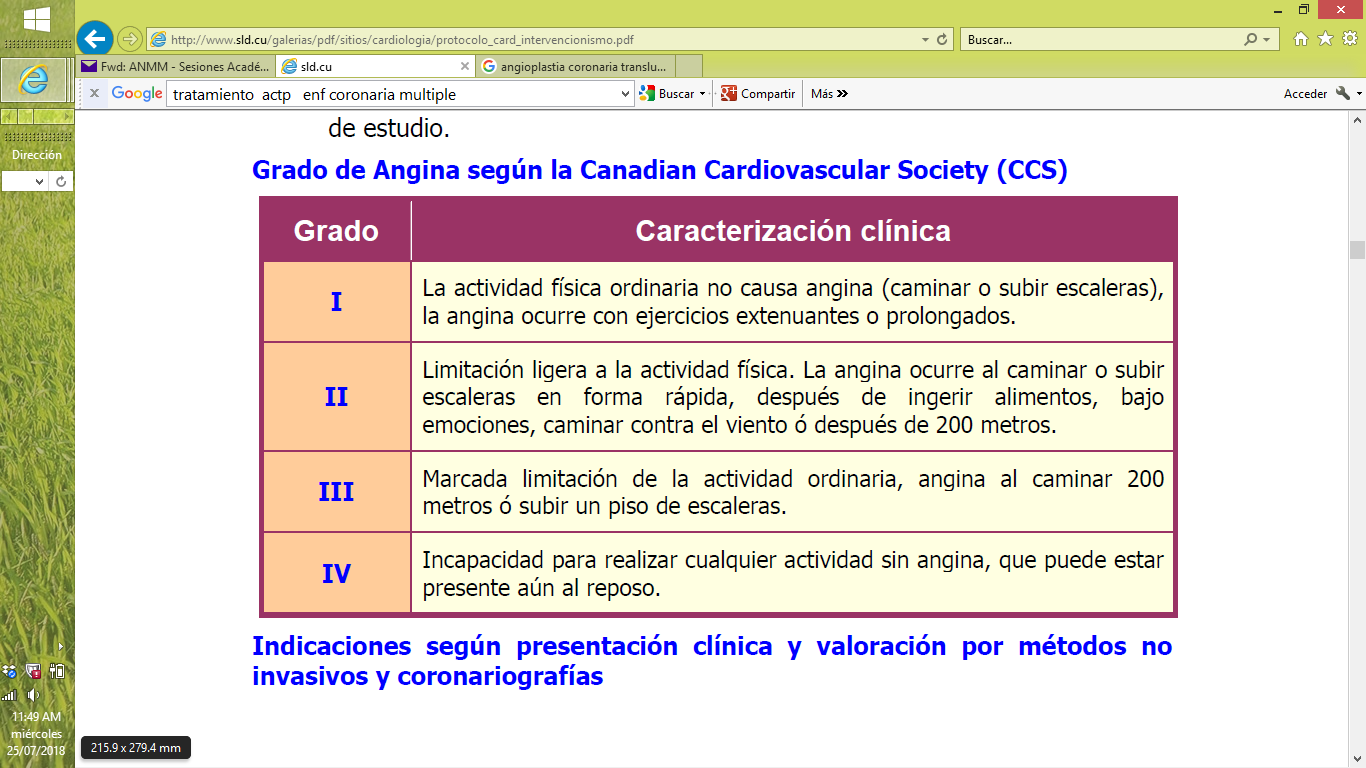 http://www.sld.cu/galerias/pdf/sitios/cardiologia/protocolo_card_intervencionismo.pdf
Buscar...
Fwd: ANMM - Sesiones Acadé...
sld.cu
angioplastia coronaria translu...
Google
tratamiento actp enf coronaria multiple
Buscar
Compartir
Más
Acceder
Dirección
de estudio.
Grado de Angina según la Canadian Cardiovascular Society (CCS)
Grado
Caracterización clínica
I
La actividad física ordinaria no causa angina (caminar o subir escaleras),
la angina ocurre con ejercicios extenuantes o prolongados.
II
Limitación ligera a la actividad física. La angina ocurre al caminar o subir
escaleras en forma rápida, después de ingerir alimentos, bajo
emociones, caminar contra el viento ó después de 200 metros.
III
Marcada limitación de la actividad ordinaria, angina al caminar 200
metros ó subir un piso de escaleras.
IV
Incapacidad para realizar cualquier actividad sin angina, que puede estar
presente aún al reposo.
Indicaciones según presentación clínica y valoración por métodos no
invasivos y coronariografías
11:49 AM
miércoles
25/07/2018
215.9 x 279.4 mm